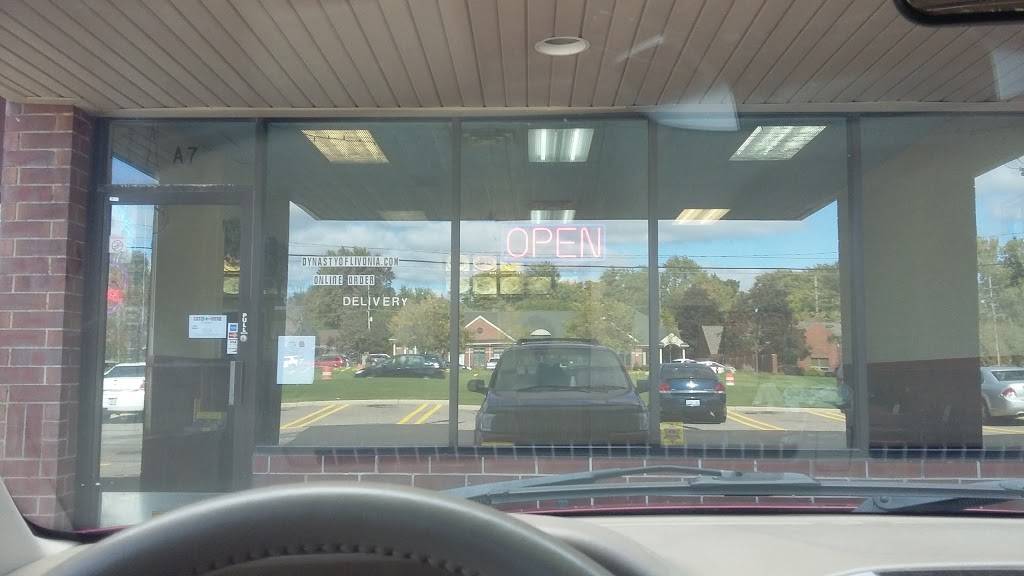 A7
OPEN
DYNASTYOFLIVONIA.COM
ONLINE ORDER
DELIVERY
PULL